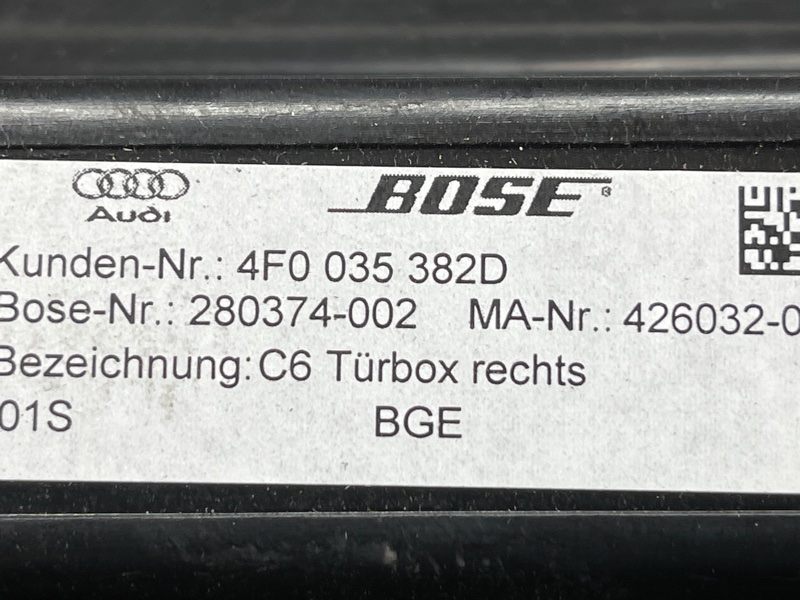 Audi BOSE®
Kunden-Nr.: 4F0 035 382D
Bose-Nr.: 280374-002 MA-Nr.: 426032-0
Bezeichnung: C6 Türbox rechts
01S BGE